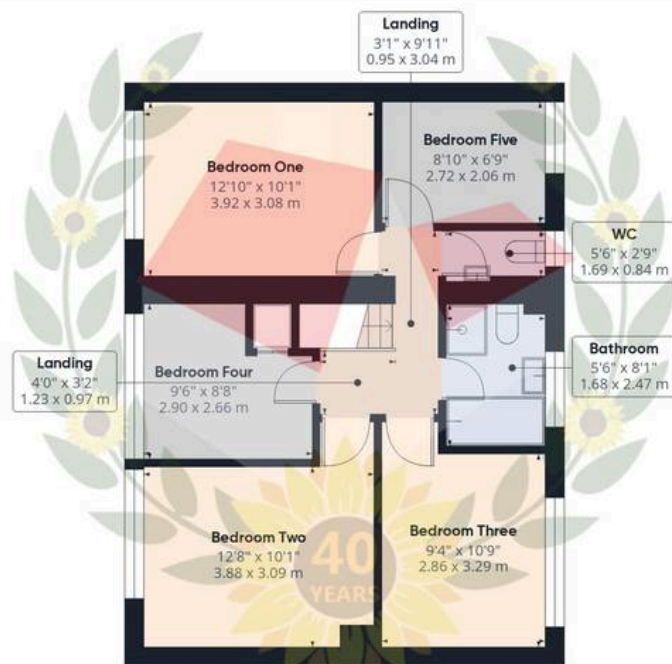 Landing
3'1" x 9'11"
0.95 x 3.04 m
Bedroom One
12'10" x 10'1"
3.92 x 3.08 m
Bedroom Five
8'10" x 6'9"
2.72 x 2.06 m
WC
5'6" x 2'9"
1.69 x 0.84 m
Landing
4'0" x 3'2"
1.23 x 0.97 m
Bedroom Four
9'6" x 8'8"
2.90 x 2.66 m
Bathroom
5'6" x 8'1"
1.68 x 2.47 m
Bedroom Two
12'8" x 10'1"
3.88 x 3.09 m
Bedroom Three
9'4" x 10'9"
2.86 x 3.29 m
40
YEARS